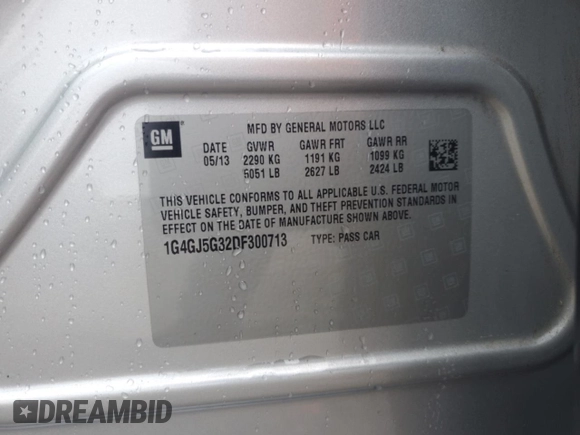 GM
MFD BY GENERAL MOTORS LLC
DATE GVWR GAWR FRT GAWR RR
05/13 2290 KG 1191 KG 1099 KG
5051 LB 2627 LB 2424 LB
THIS VEHICLE CONFORMS TO ALL APPLICABLE U.S. FEDERAL MOTOR
VEHICLE SAFETY, BUMPER, AND THEFT PREVENTION STANDARDS IN
EFFECT ON THE DATE OF MANUFACTURE SHOWN ABOVE.
1G4GJ5G32DF300713 TYPE: PASS CAR
DREAMBID